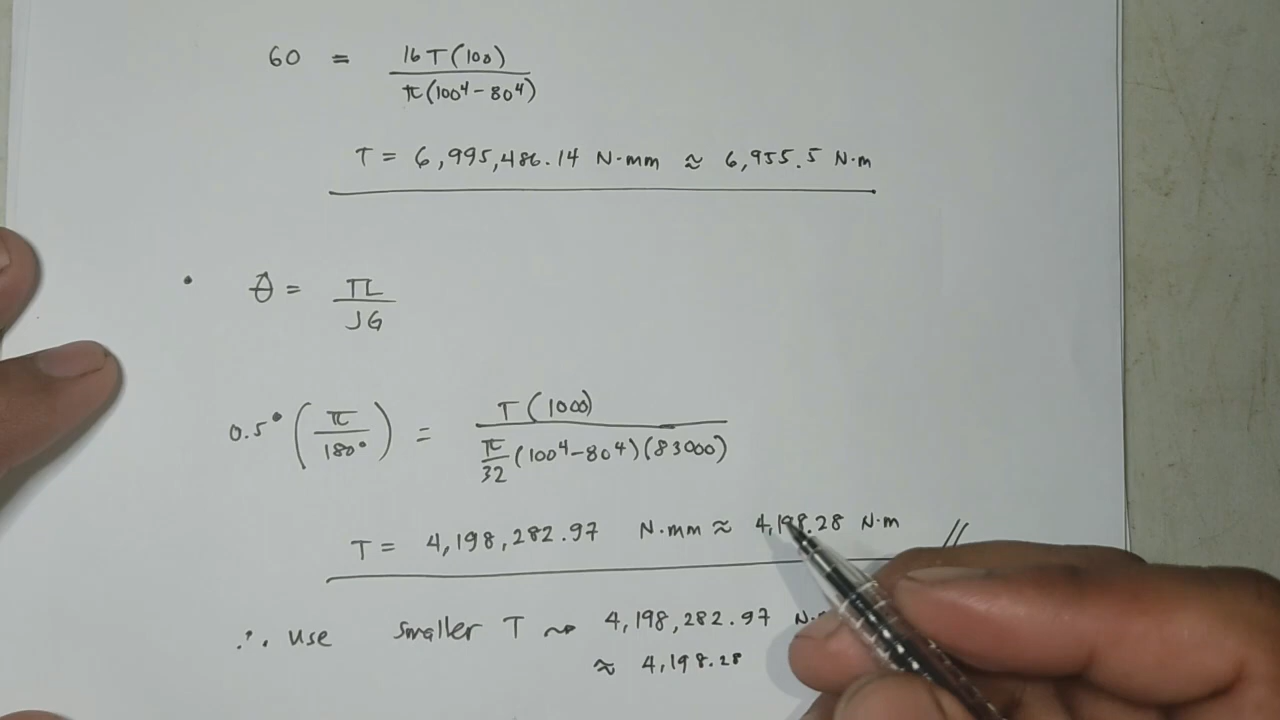 60 = 16T(100) / π(100⁴-80⁴)
T = 6,995,486.14 N·mm ≈ 6,955.5 N·m
• θ = TL / JG
0.5° (π / 180°) = T(1000) / π/32 (100⁴-80⁴)(83000)
T = 4,198,282.97 N·mm ≈ 4,198.28 N·m //
∴ use smaller T ⇝ 4,198,282.97
≈ 4,198.28